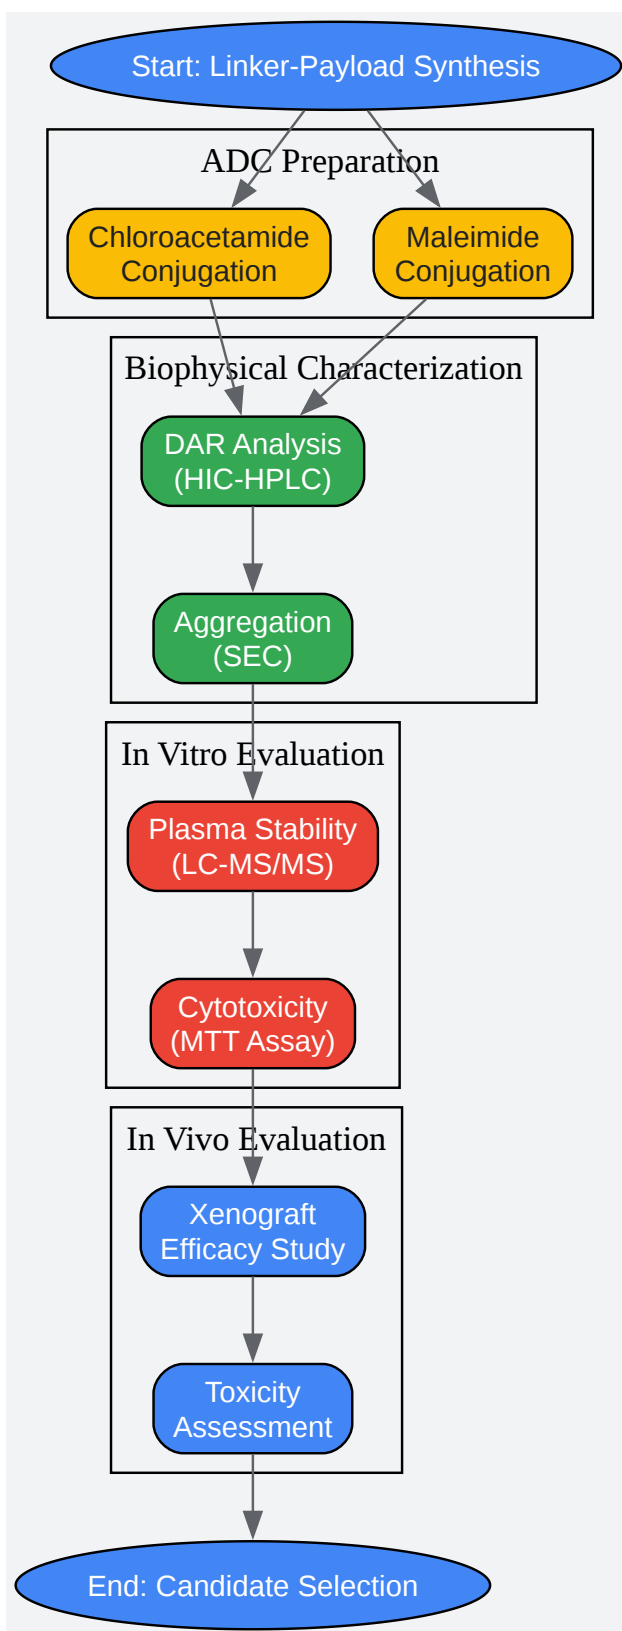 Start: Linker-Payload Synthesis
ADC Preparation
Chloroacetamide
Conjugation
Maleimide
Conjugation
Biophysical Characterization
DAR Analysis
(HIC-HPLC)
Aggregation
(SEC)
In Vitro Evaluation
Plasma Stability
(LC-MS/MS)
Cytotoxicity
(MTT Assay)
In Vivo Evaluation
Xenograft
Efficacy Study
Toxicity
Assessment
End: Candidate Selection